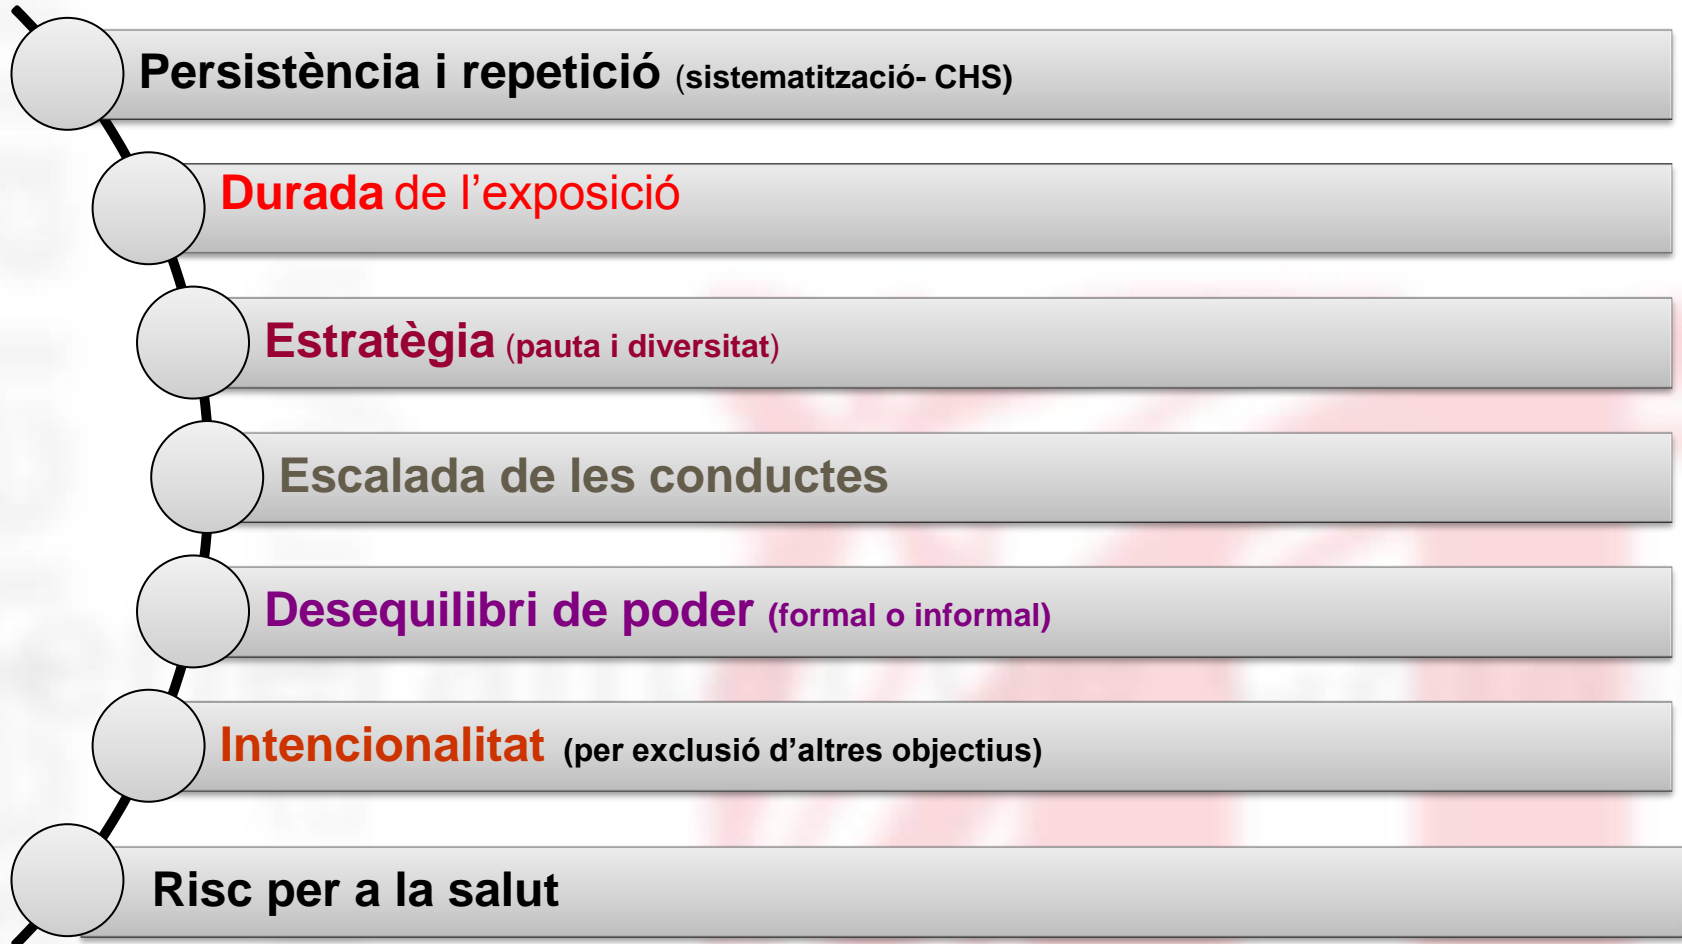 Persistència i repetició (sistematització- CHS)
Durada de l’exposició
Estratègia (pauta i diversitat)
Escalada de les conductes
Desequilibri de poder (formal o informal)
Intencionalitat (per exclusió d’altres objectius)
Risc per a la salut